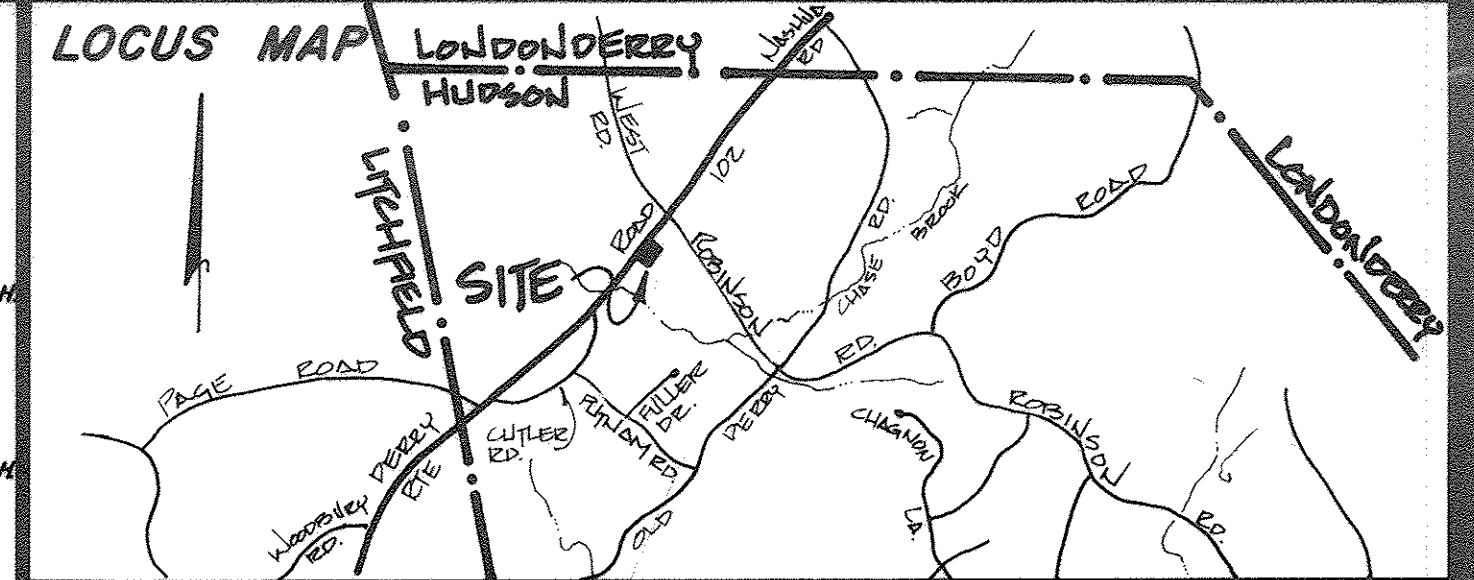 LOCUS MAP
LONDONDERRY
HUDSON
NASHUA
RD
WEST
RD.
102
LITCHFIELD
ROAD
ROBINSON
SITE
RD.
CHASE BROOK
BOYD ROAD
LONDONDERRY
H.
PAGE ROAD
RD.
FULLER
DR.
PUTNAM RD.
CUTLER
RD.
DERRY
RTE
DERRY
OLD
CHAGNON
LA.
ROBINSON
RD.
WOODBURY
RD.
H.